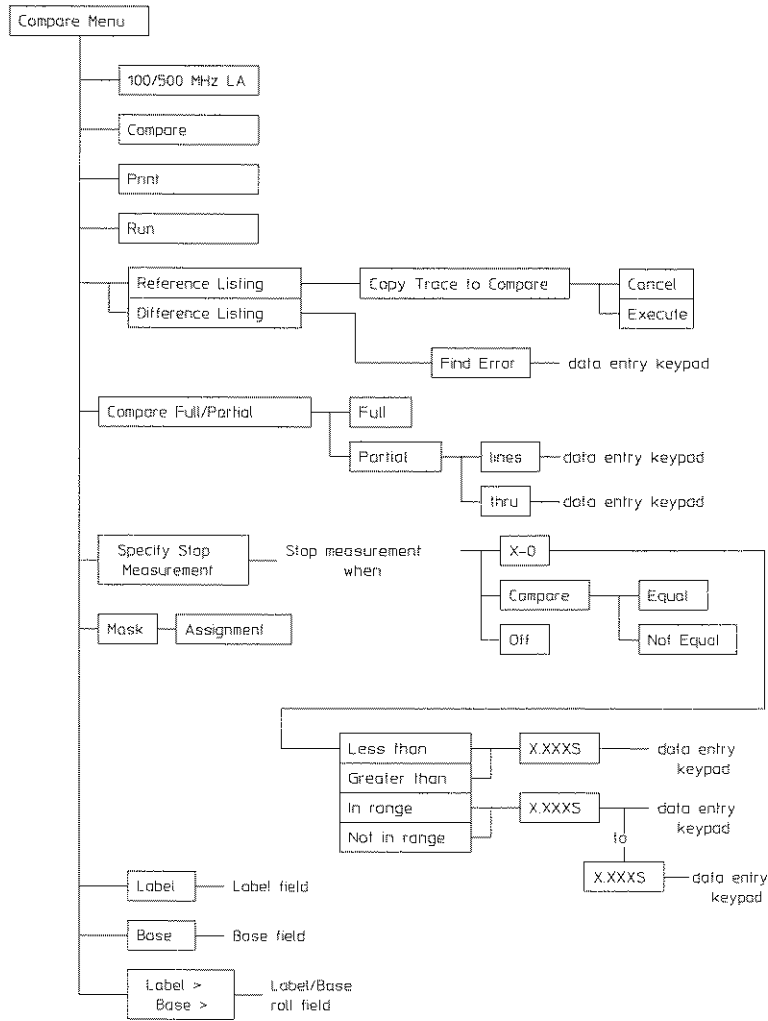 Compare Menu
100/500 MHz LA
Compare
Print
Run
Reference Listing
Copy Trace to Compare
Cancel
Difference Listing
Execute
Find Error
data entry keypad
Compare Full/Partial
Full
Partial
lines
data entry keypad
thru
data entry keypad
Specify Stop
Measurement
Stop measurement
when
X-O
Compare
Equal
Off
Not Equal
Mask
Assignment
Less than
X.XXXS
data entry
keypad
Greater than
In range
X.XXXS
data entry
keypad
Not in range
to
X.XXXS
data entry
keypad
Label
Label field
Base
Base field
Label >
Base >
Label/Base
roll field